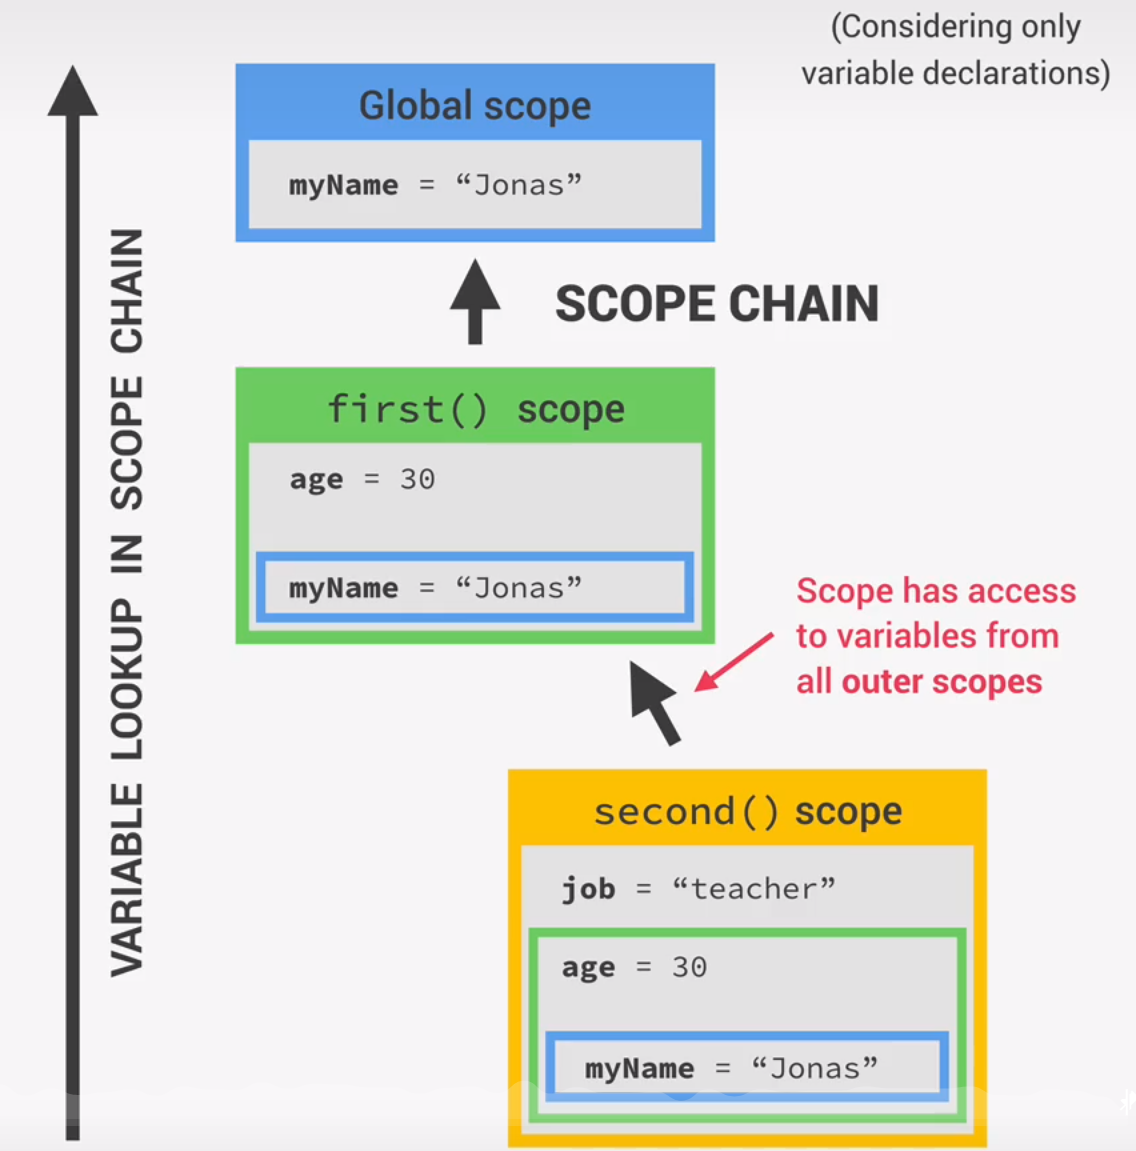 (Considering only
variable declarations)
Global scope
myName = “Jonas”
SCOPE CHAIN
VARIABLE LOOKUP IN SCOPE CHAIN
first() scope
age = 30
myName = “Jonas”
Scope has access
to variables from
all outer scopes
second() scope
job = “teacher”
age = 30
myName = “Jonas”